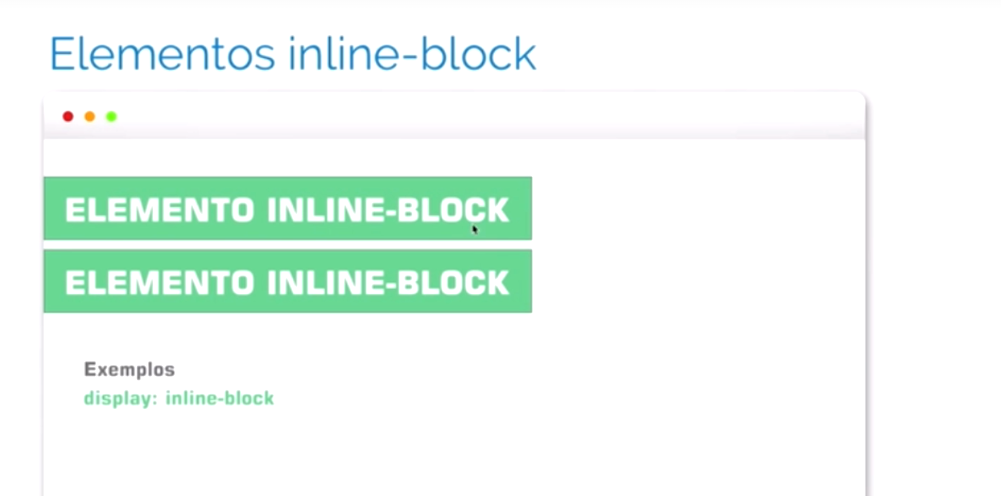 Elementos inline-block
ELEMENTO INLINE-BLOCK
ELEMENTO INLINE-BLOCK
Exemplos
display: inline-block